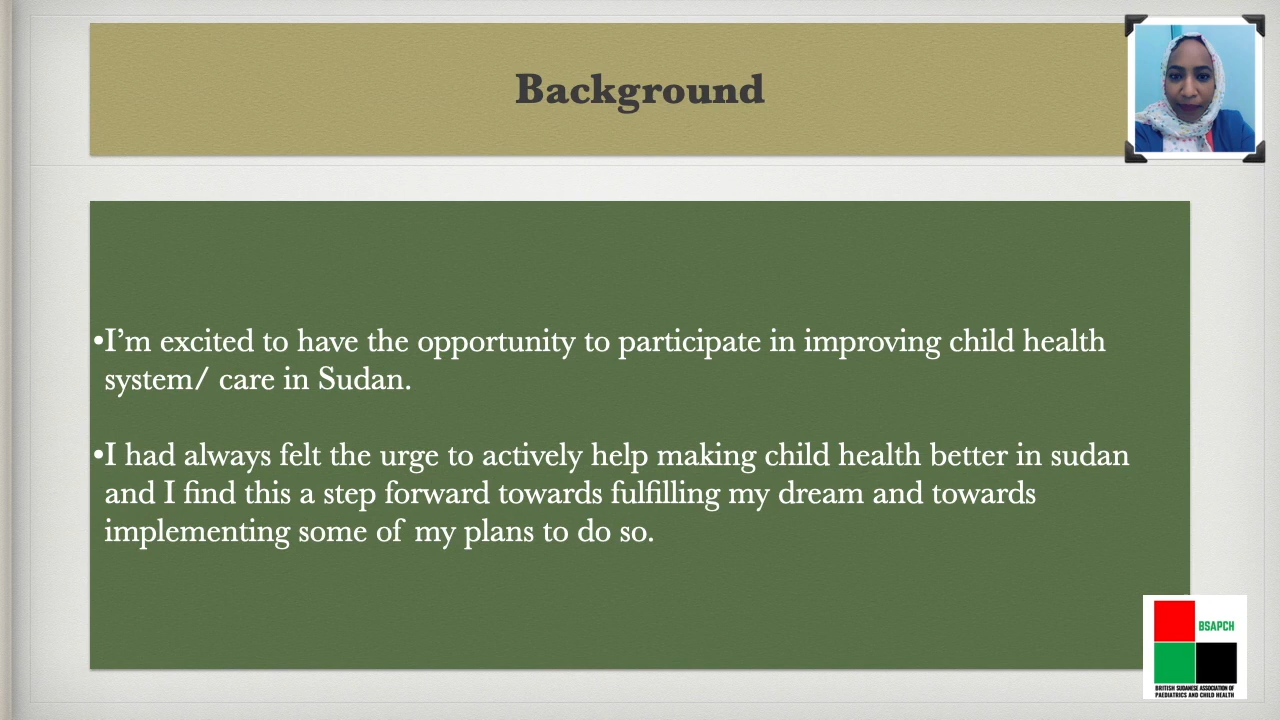 Background
•I’m excited to have the opportunity to participate in improving child health
system/ care in Sudan.
•I had always felt the urge to actively help making child health better in sudan
and I find this a step forward towards fulfilling my dream and towards
implementing some of my plans to do so.
BSAPCH
BRITISH SUDANESE ASSOCIATION OF
PAEDIATRICS AND CHILD HEALTH